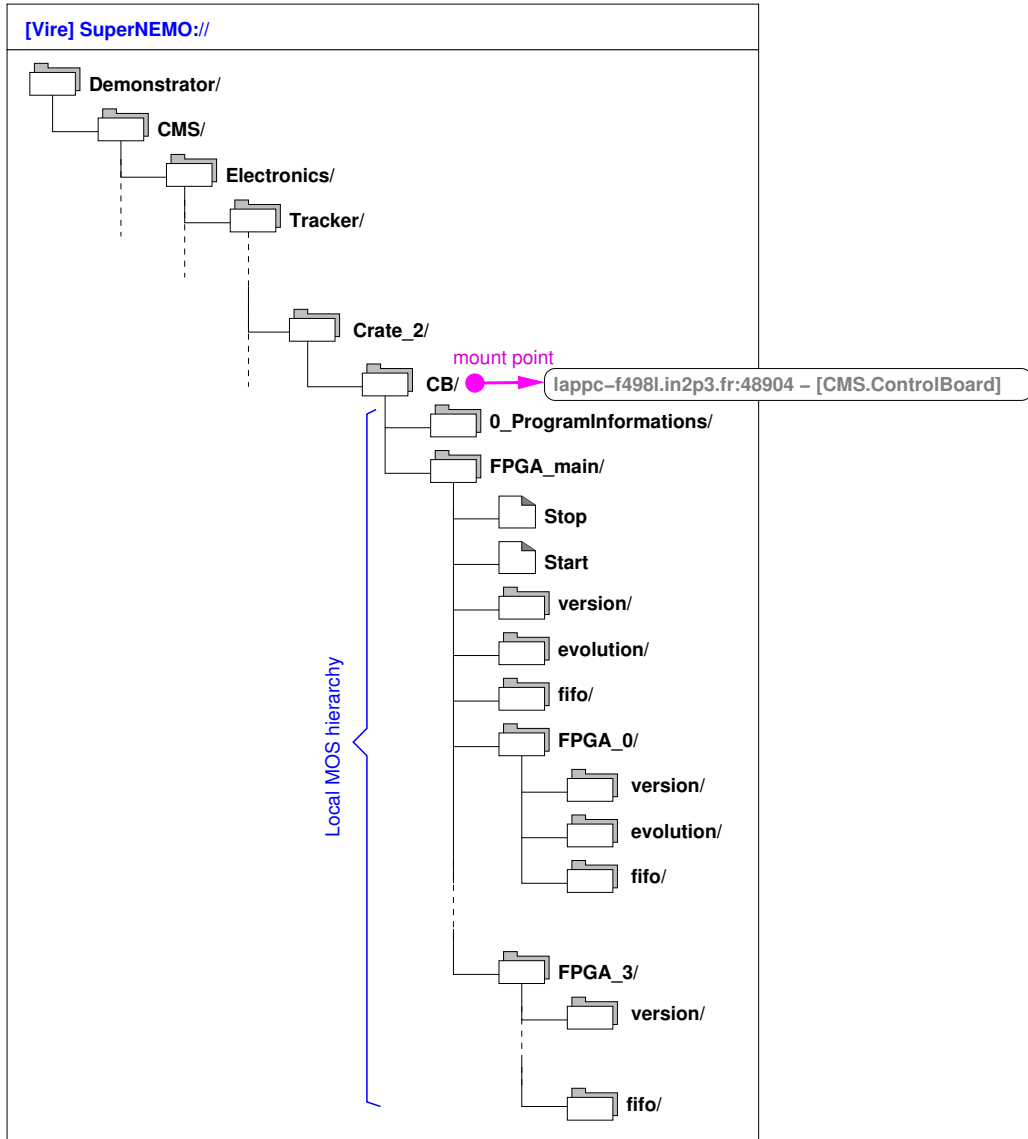 [Vire] SuperNEMO://
Demonstrator/
CMS/
Electronics/
Tracker/
Crate_2/
mount point
CB/
lappc−f498l.in2p3.fr:48904 − [CMS.ControlBoard]
0_ProgramInformations/
FPGA_main/
Stop
Start
version/
evolution/
fifo/
Local MOS hierarchy
FPGA_0/
version/
evolution/
fifo/
FPGA_3/
version/
fifo/